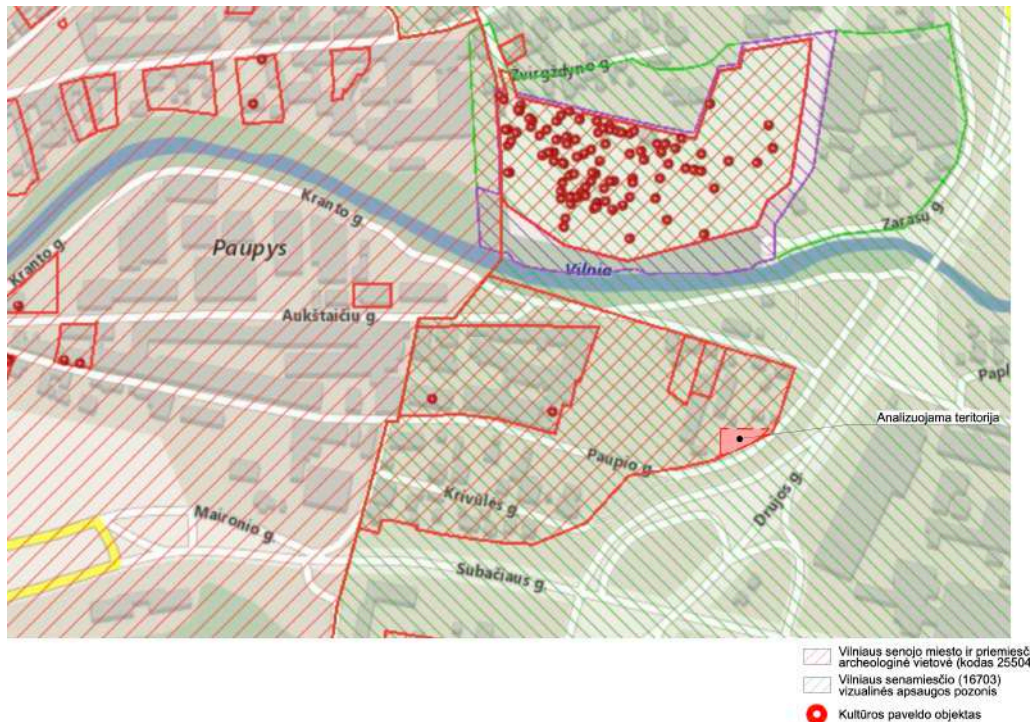 Žvirgždyno g.
Kranto g.
Zarasų g.
Paupys
Kranto g.
Vilnia
Aukštaičių g.
Papl
Analizuojama teritorija
Paupio g.
Krivūlės g.
Drujos g.
Maironio g.
Subačiaus g.
Vilniaus senojo miesto ir priemiesč
archeologinė vietovė (kodas 25504
Vilniaus senamiesčio (16703)
vizualinės apsaugos pozonis
Kultūros paveldo objektas